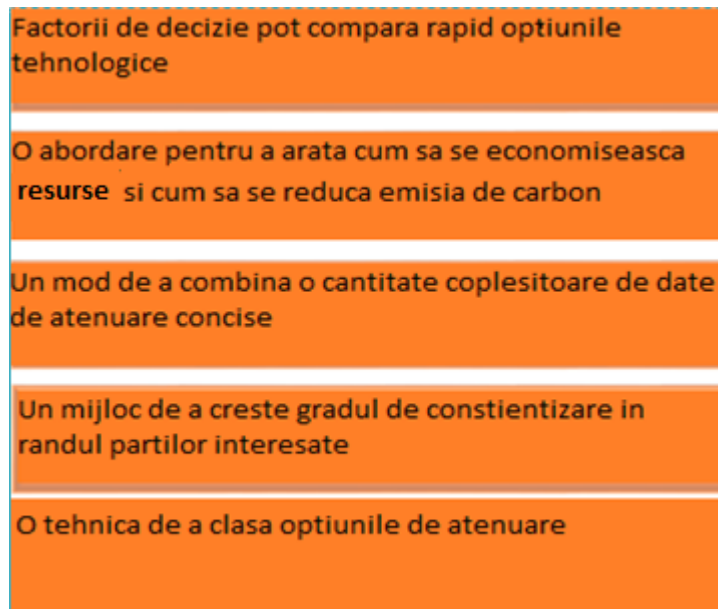 Factorii de decizie pot compara rapid optiunile
tehnologice
O abordare pentru a arata cum sa se economiseasca
resurse si cum sa se reduca emisia de carbon
Un mod de a combina o cantitate coplesitoare de date
de atenuare concise
Un mijloc de a creste gradul de constientizare in
randul partilor interesate
O tehnica de a clasa optiunile de atenuare